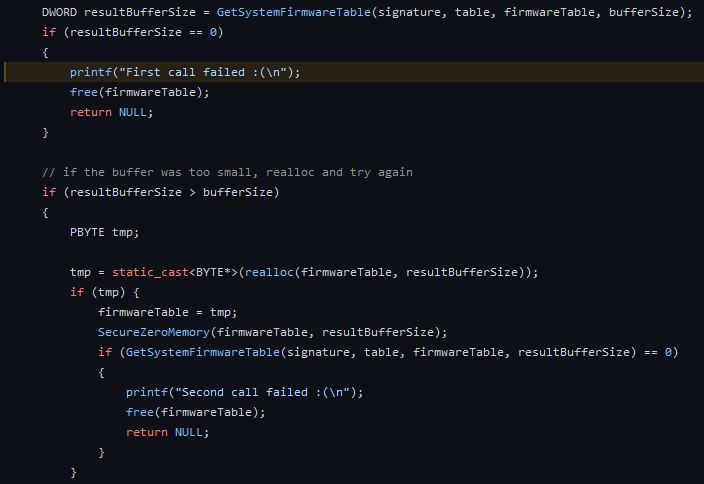 DWORD resultBufferSize = GetSystemFirmwareTable(signature, table, firmwareTable, bufferSize);
if (resultBufferSize == 0)
{
printf("First call failed :(\n");
free(firmwareTable);
return NULL;
}
// if the buffer was too small, realloc and try again
if (resultBufferSize > bufferSize)
{
PBYTE tmp;
tmp = static_cast<BYTE*>(realloc(firmwareTable, resultBufferSize));
if (tmp) {
firmwareTable = tmp;
SecureZeroMemory(firmwareTable, resultBufferSize);
if (GetSystemFirmwareTable(signature, table, firmwareTable, resultBufferSize) == 0)
{
printf("Second call failed :(\n");
free(firmwareTable);
return NULL;
}
}